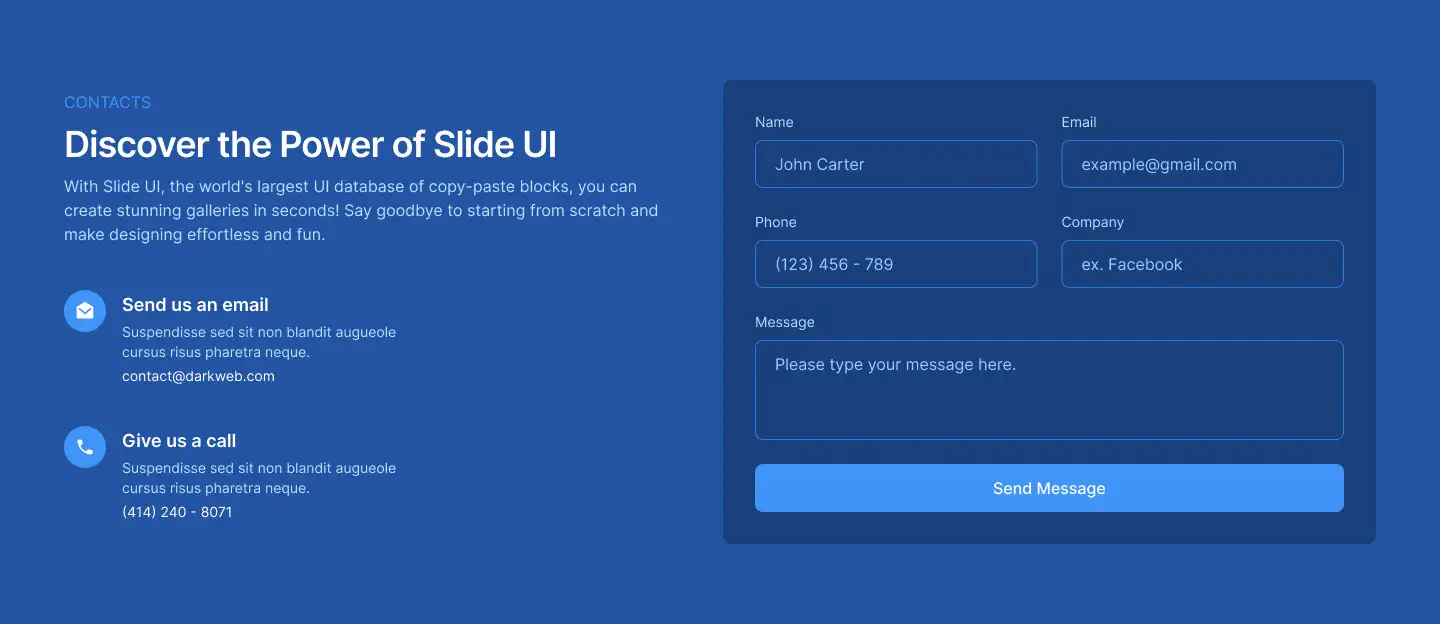 CONTACTS
Discover the Power of Slide UI
With Slide UI, the world's largest UI database of copy-paste blocks, you can
create stunning galleries in seconds! Say goodbye to starting from scratch and
make designing effortless and fun.
Send us an email
Suspendisse sed sit non blandit augueole
cursus risus pharetra neque.
contact@darkweb.com
Give us a call
Suspendisse sed sit non blandit augueole
cursus risus pharetra neque.
(414) 240 - 8071
Name
John Carter
Email
example@gmail.com
Phone
(123) 456 - 789
Company
ex. Facebook
Message
Please type your message here.
Send Message